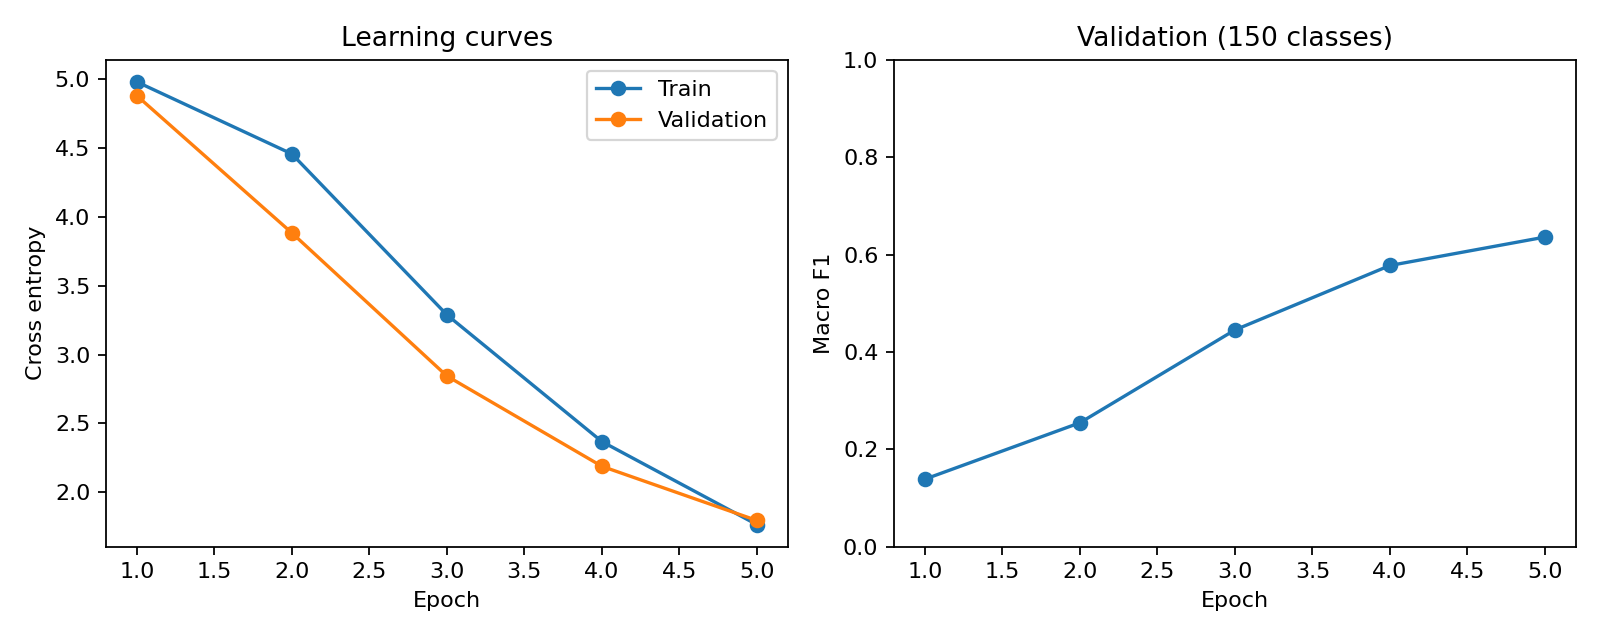 Learning curves
Cross entropy
5.0
4.5
4.0
3.5
3.0
2.5
2.0
Train
Validation
1.0 1.5 2.0 2.5 3.0 3.5 4.0 4.5 5.0
Epoch
Validation (150 classes)
Macro F1
1.0
0.8
0.6
0.4
0.2
0.0
1.0 1.5 2.0 2.5 3.0 3.5 4.0 4.5 5.0
Epoch